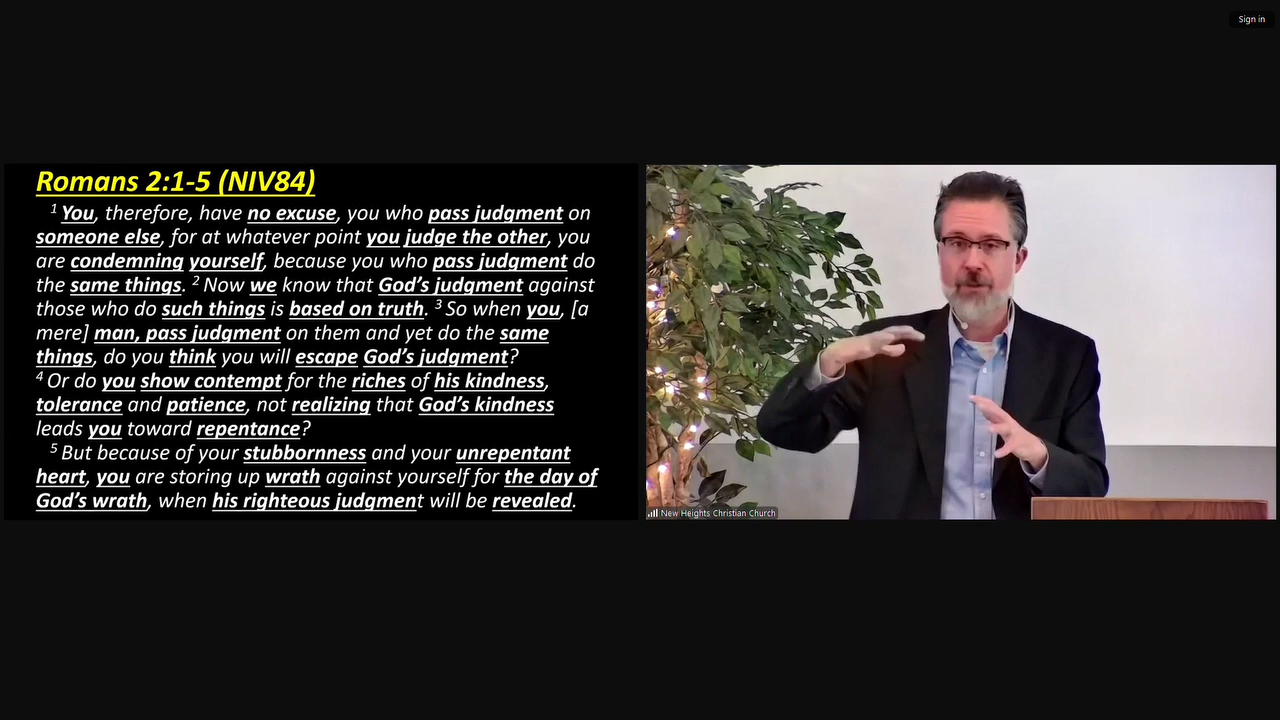 Sign in
Romans 2:1-5 (NIV84)
1 You, therefore, have no excuse, you who pass judgment on
someone else, for at whatever point you judge the other, you
are condemning yourself, because you who pass judgment do
the same things. 2 Now we know that God's judgment against
those who do such things is based on truth. 3 So when you, [a
mere] man, pass judgment on them and yet do the same
things, do you think you will escape God's judgment?
4 Or do you show contempt for the riches of his kindness,
tolerance and patience, not realizing that God's kindness
leads you toward repentance?
5 But because of your stubbornness and your unrepentant
heart, you are storing up wrath against yourself for the day of
God's wrath, when his righteous judgment will be revealed.
New Heights Christian Church